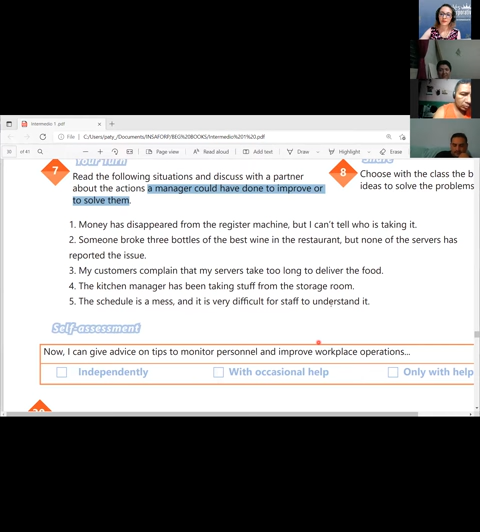 Intermedio 1.pdf
File
C:/Users/paty_/Documents/INSAFORP/BEG%20BOOKS/Intermedio%201%20.pdf
30 of 41
Page view
Read aloud
Add text
Draw
Highlight
Erase
7
Your turn
Read the following situations and discuss with a partner
about the actions a manager could have done to improve or
to solve them.
8
Share
Choose with the class the b
ideas to solve the problems
1. Money has disappeared from the register machine, but I can't tell who is taking it.
2. Someone broke three bottles of the best wine in the restaurant, but none of the servers has
reported the issue.
3. My customers complain that my servers take too long to deliver the food.
4. The kitchen manager has been taking stuff from the storage room.
5. The schedule is a mess, and it is very difficult for staff to understand it.
Self-assessment
Now, I can give advice on tips to monitor personnel and improve workplace operations...
Independently
With occasional help
Only with help